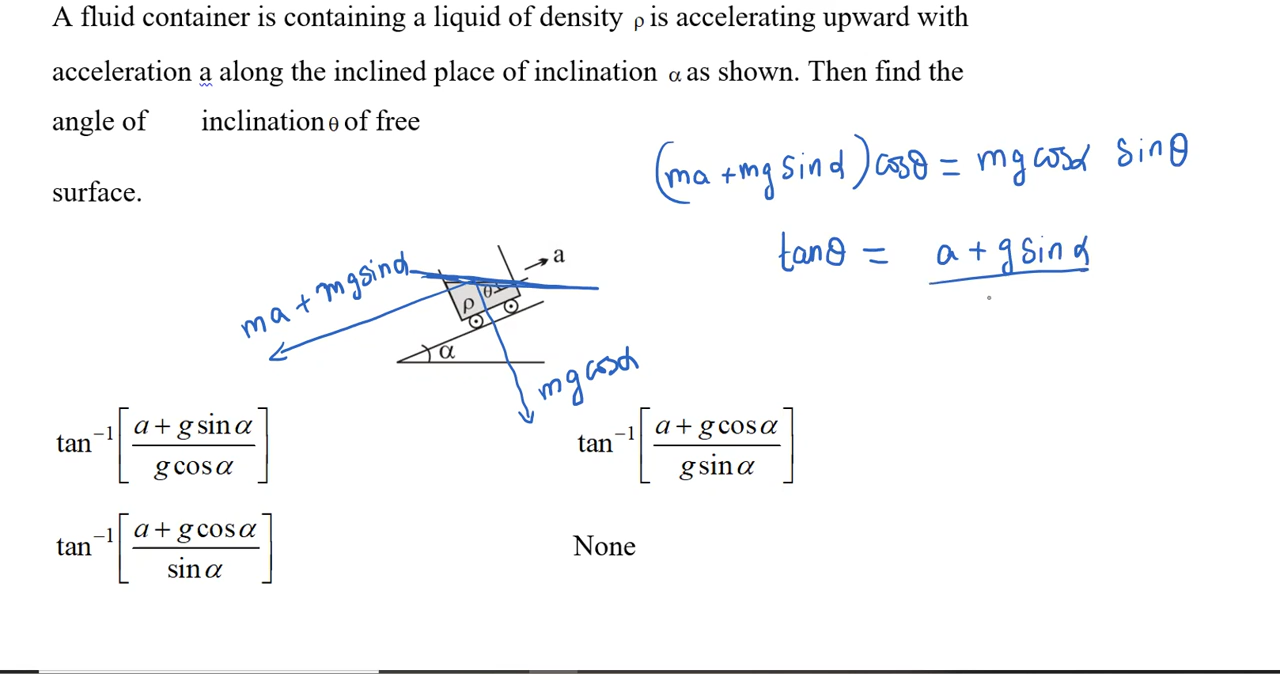 A fluid container is containing a liquid of density ρ is accelerating upward with
acceleration a along the inclined place of inclination α as shown. Then find the
angle of inclination θ of free
surface.
(ma + mg sin α) cos θ = mg cos α sin θ
tan θ = a + g sin α
a
ma + mg sin α
θ
ρ
α
mg cos α
tan⁻¹[(a + g sin α)/(g cos α)] tan⁻¹[(a + g cos α)/(g sin α)]
tan⁻¹[(a + g cos α)/(sin α)] None